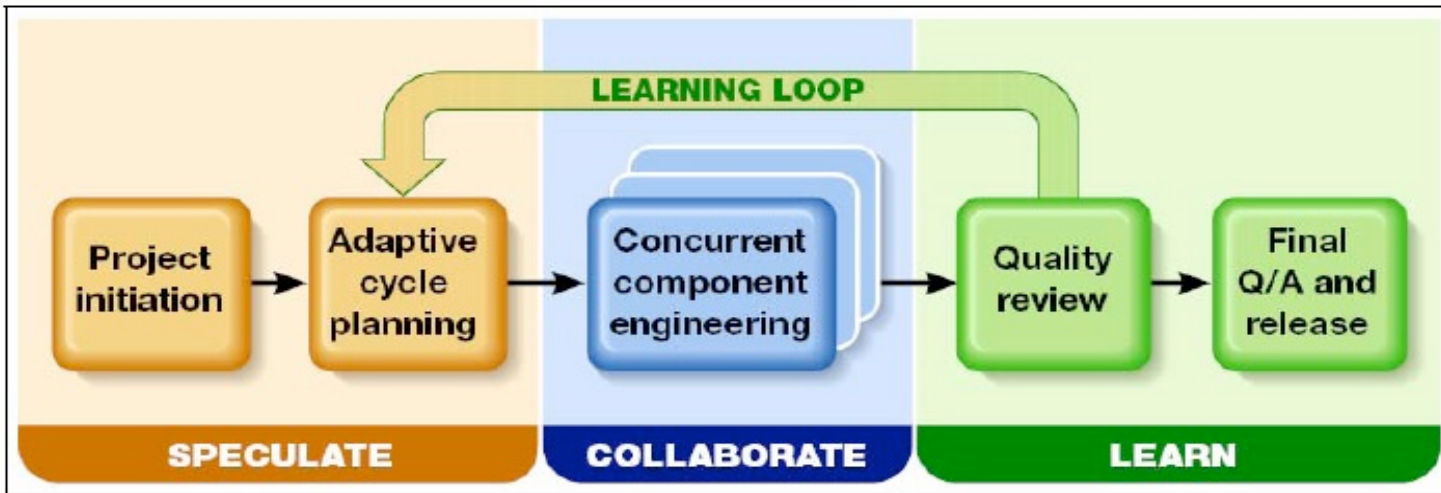 LEARNING LOOP
Project
initiation
Adaptive
cycle
planning
Concurrent
component
engineering
Quality
review
Final
Q/A and
release
SPECULATE
COLLABORATE
LEARN